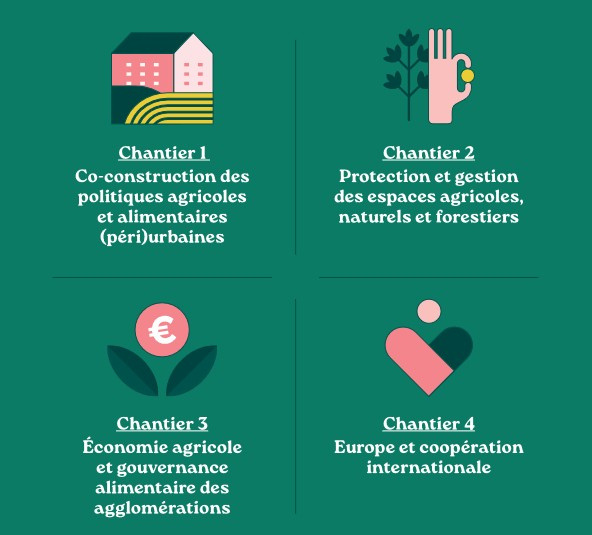 Chantier 1
Co-construction des
politiques agricoles
et alimentaires
(péri)urbaines
Chantier 2
Protection et gestion
des espaces agricoles,
naturels et forestiers
€
Chantier 3
Économie agricole
et gouvernance
alimentaire des
agglomérations
Chantier 4
Europe et coopération
internationale